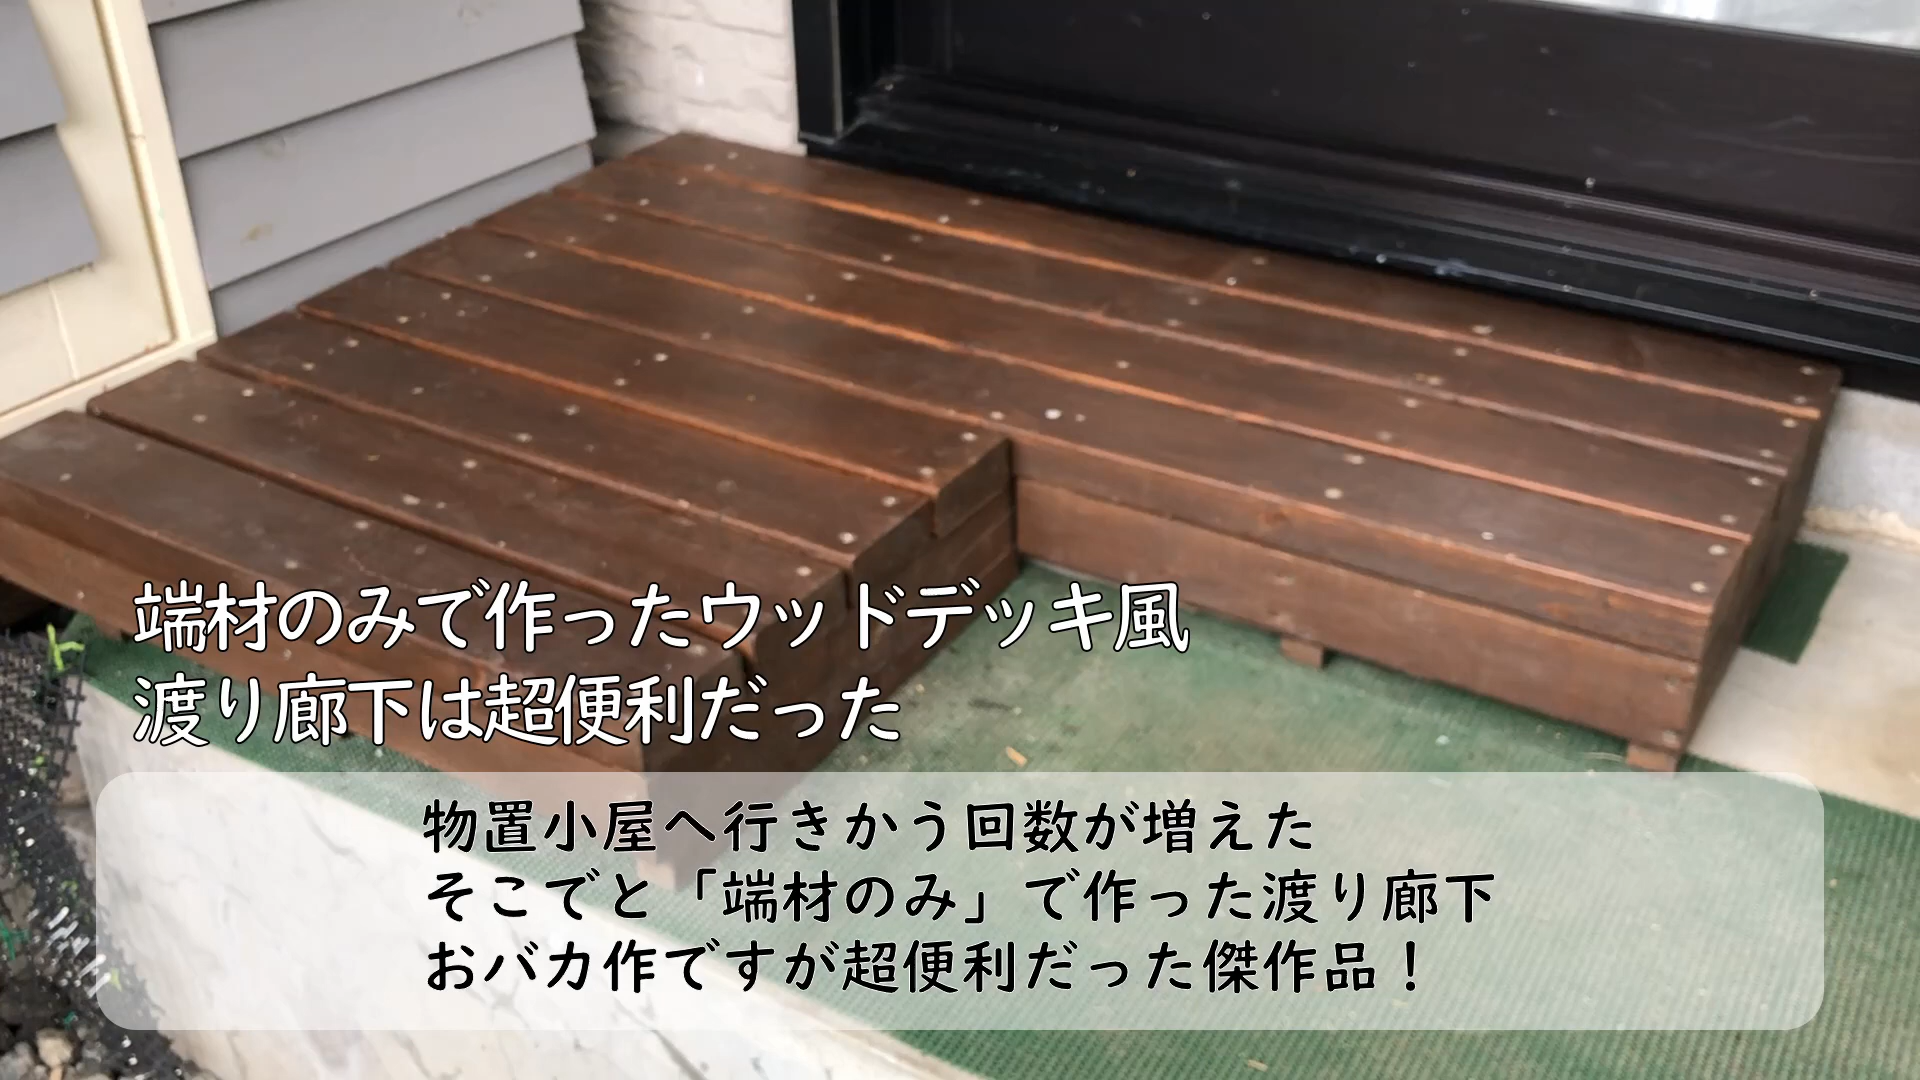 端材のみで作ったウッドデッキ風
渡り廊下は超便利だった
物置小屋へ行きかう回数が増えた
そこでと「端材のみ」で作った渡り廊下
おバカ作ですが超便利だった傑作品！